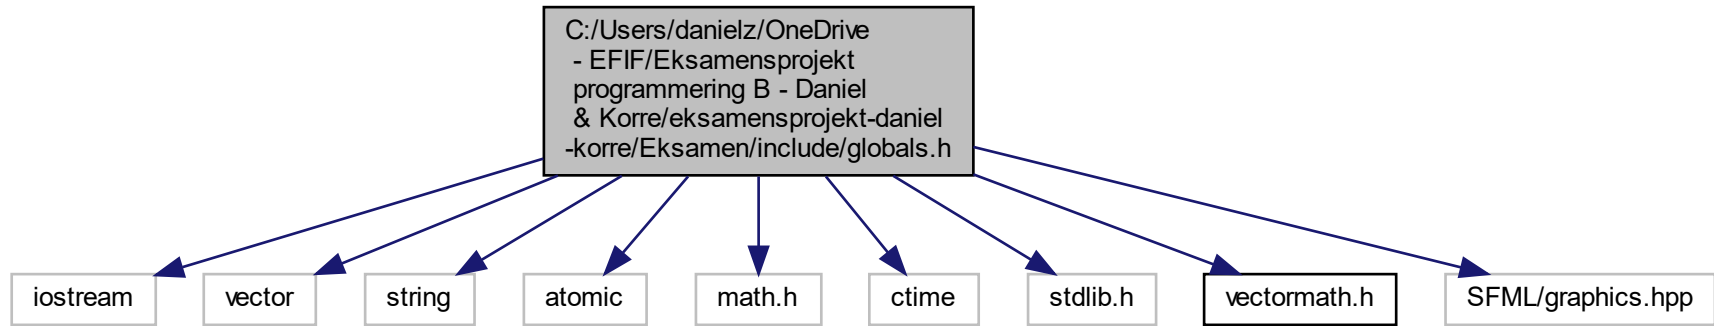 C:/Users/danielz/OneDrive
- EFIF/Eksamensprojekt
programmering B - Daniel
& Korre/eksamensprojekt-daniel
-korre/Eksamen/include/globals.h
iostream
vector
string
atomic
math.h
ctime
stdlib.h
vectormath.h
SFML/graphics.hpp